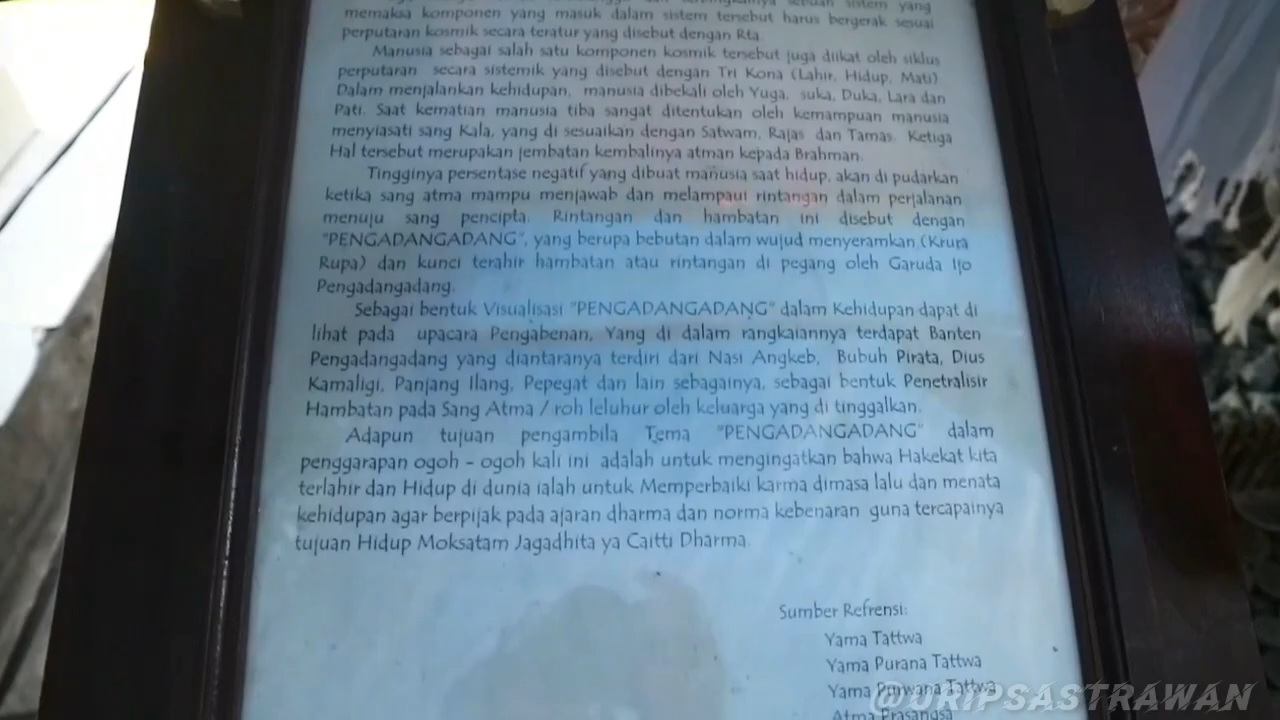 sebuah sistem yang
memaksa komponen yang masuk dalam sistem tersebut harus bergerak sesuai
perputaran kosmik secara teratur yang disebut dengan Rta.
Manusia sebagai salah satu komponen kosmik tersebut juga diikat oleh siklus
perputaran secara sistemik yang disebut dengan Tri Kona (Lahir, Hidup, Mati)
Dalam menjalankan kehidupan, manusia dibekali oleh Yuga, suka, Duka, Lara dan
Pati. Saat kematian manusia tiba sangat ditentukan oleh kemampuan manusia
menyiasati sang Kala, yang di sesuaikan dengan Satwam, Rajas dan Tamas. Ketiga
Hal tersebut merupakan jembatan kembalinya atman kepada Brahman.
Tingginya persentase negatif yang dibuat manusia saat hidup, akan di pudarkan
ketika sang atma mampu menjawab dan melampaui rintangan dalam perjalanan
menuju sang pencipta. Rintangan dan hambatan ini disebut dengan
"PENGADANGADANG", yang berupa bebutan dalam wujud menyeramkan (Krura
Rupa) dan kunci terahir hambatan atau rintangan di pegang oleh Garuda Ijo
Pengadangadang.
Sebagai bentuk Visualisasi "PENGADANGADANG" dalam Kehidupan dapat di
lihat pada upacara Pengabenan, Yang di dalam rangkaiannya terdapat Banten
Pengadangadang yang diantaranya terdiri dari Nasi Angkeb, Bubuh Pirata, Dius
Kamaligi, Panjang Ilang, Pepegat dan lain sebagainya, sebagai bentuk Penetralisir
Hambatan pada Sang Atma / roh leluhur oleh keluarga yang di tinggalkan.
Adapun tujuan pengambila Tema "PENGADANGADANG" dalam
penggarapan ogoh - ogoh kali ini adalah untuk mengingatkan bahwa Hakekat kita
terlahir dan Hidup di dunia ialah untuk Memperbaiki karma dimasa lalu dan menata
kehidupan agar berpijak pada ajaran dharma dan norma kebenaran guna tercapainya
tujuan Hidup Moksatam Jagadhita ya Caitti Dharma.
Sumber Refrensi:
Yama Tattwa
Yama Purana Tattwa
Yama Purwana Tattwa
Atma Prasangsa
@URIPSASTRAWAN